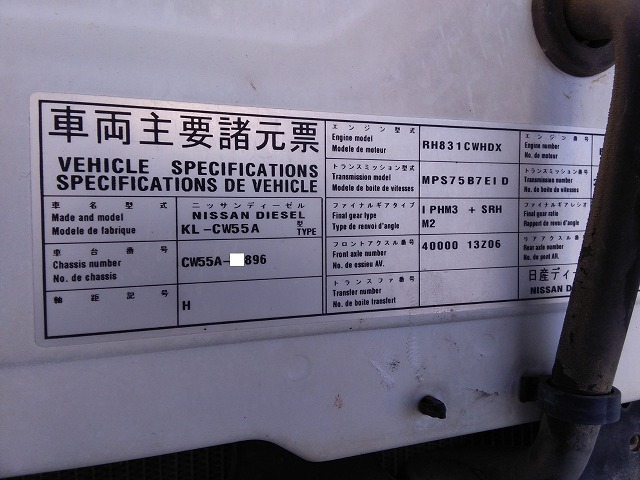 車両主要諸元票
VEHICLE SPECIFICATIONS
SPECIFICATIONS DE VEHICLE
車名型式
Made and model
Modele de fabrique
ニッサンディーゼル
NISSAN DIESEL
KL-CW55A
型
TYPE
車台番号
Chassis number
No. de chassis
CW55A-
896
軸距記号
H
エンジン型式
Engine model
Modele de moteur
RH831CWHDX
トランスミッション型式
Transmission model
Modele de boite de vitesses
MPS75B7EID
ファイナルギアタイプ
Final gear type
Type de renvoi d'angle
IPHM3 + SRH
M2
フロントアクスル番号
Front axle number
No. de essieu AV.
40000 13Z06
トランスファ番号
Transfer number
No. de boite transfert
エンジン番号
Engine number
No. de moteur
トランスミッション
Transmission number
No. de boite de vitesses
ファイナルギアレシオ
Final gear ratio
Rapport de renvoi d'angle
リアアクスル番号
Rear axle number
No. de pont AR.
日産ディ
NISSAN D